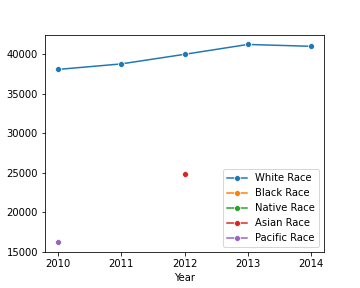 40000
35000
30000
25000
20000
15000
2010 2011 2012 2013 2014
Year
White Race
Black Race
Native Race
Asian Race
Pacific Race